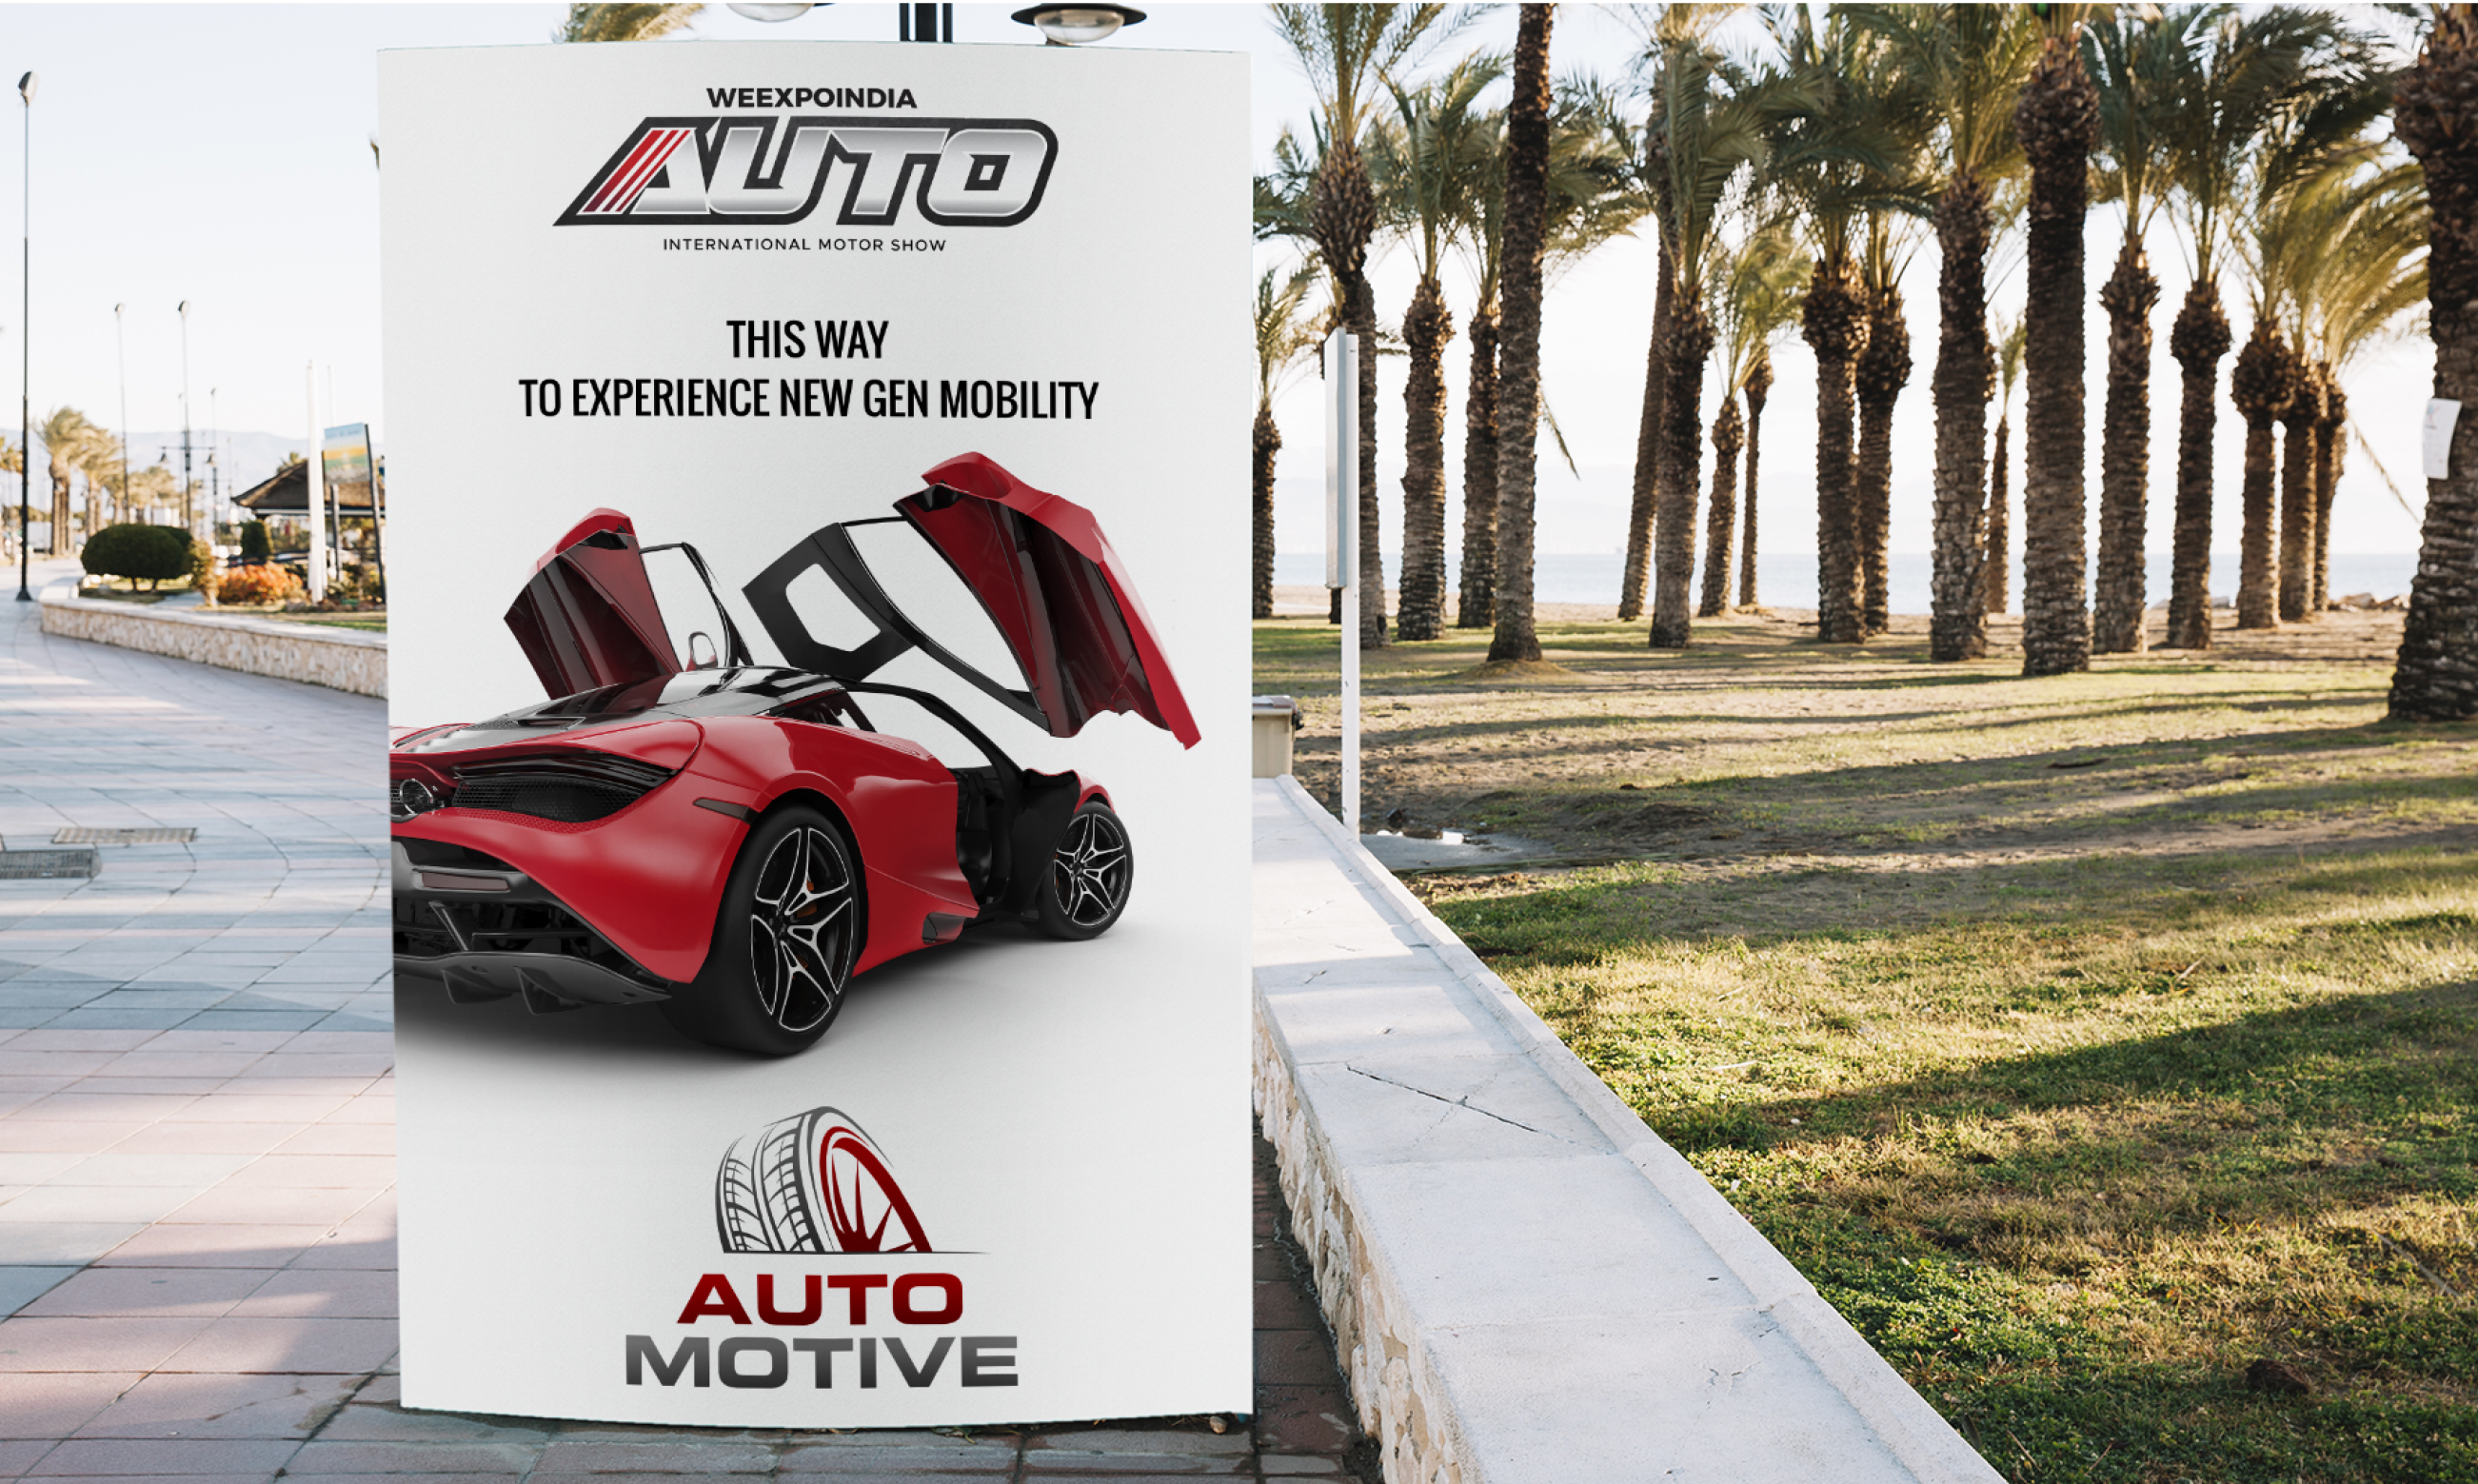 WEEXPOINDIA
AUTO
INTERNATIONAL MOTOR SHOW
THIS WAY
TO EXPERIENCE NEW GEN MOBILITY
AUTO
MOTIVE